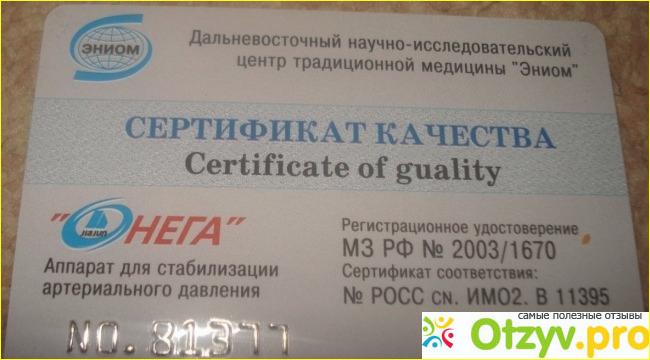 ЭНИОМ
Дальневосточный научно-исследовательский
центр традиционной медицины "Эниом"
СЕРТИФИКАТ КАЧЕСТВА
Certificate of guality
"ОНЕГА"
Аппарат для стабилизации
артериального давления
NO.81377
Регистрационное удостоверение
МЗ РФ № 2003/1670
Сертификат соответствия:
№ РОСС CN. ИМО2. В 11395
самые полезные отзывы
Otzyv.pro